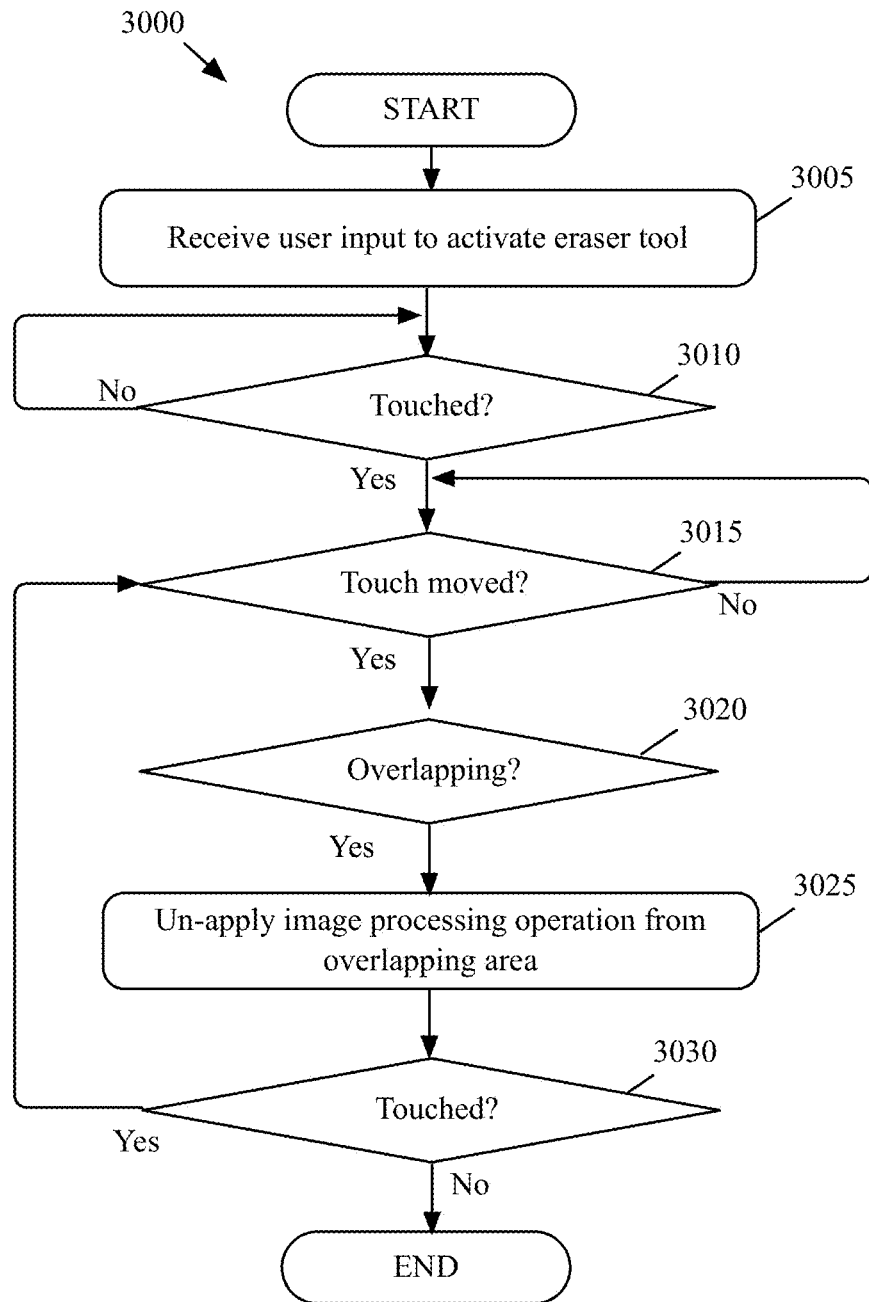 3000
START
3005
Receive user input to activate eraser tool
3010
No
Touched?
Yes
3015
Touch moved?
No
Yes
3020
Overlapping?
Yes
3025
Un-apply image processing operation from
overlapping area
3030
Touched?
Yes
No
END